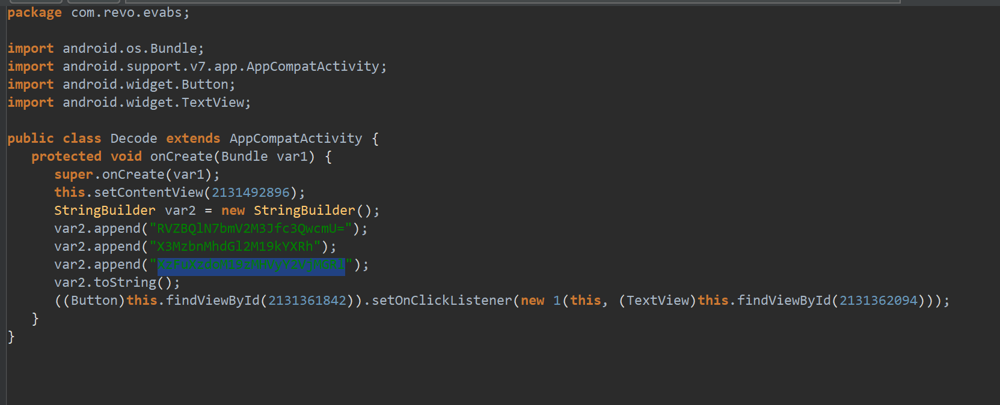 package com.revo.evabs;
import android.os.Bundle;
import android.support.v7.app.AppCompatActivity;
import android.widget.Button;
import android.widget.TextView;
public class Decode extends AppCompatActivity {
protected void onCreate(Bundle var1) {
super.onCreate(var1);
this.setContentView(2131492896);
StringBuilder var2 = new StringBuilder();
var2.append("RVZBQlN7bmV2M3Jfc3QwcmU=");
var2.append("X3MzbnMhdGl2M19kYXRh");
var2.append("XzFuXzdoM19zMHVyY2VjMGRl");
var2.toString();
((Button)this.findViewById(2131361842)).setOnClickListener(new 1(this, (TextView)this.findViewById(2131362094)));
}
}